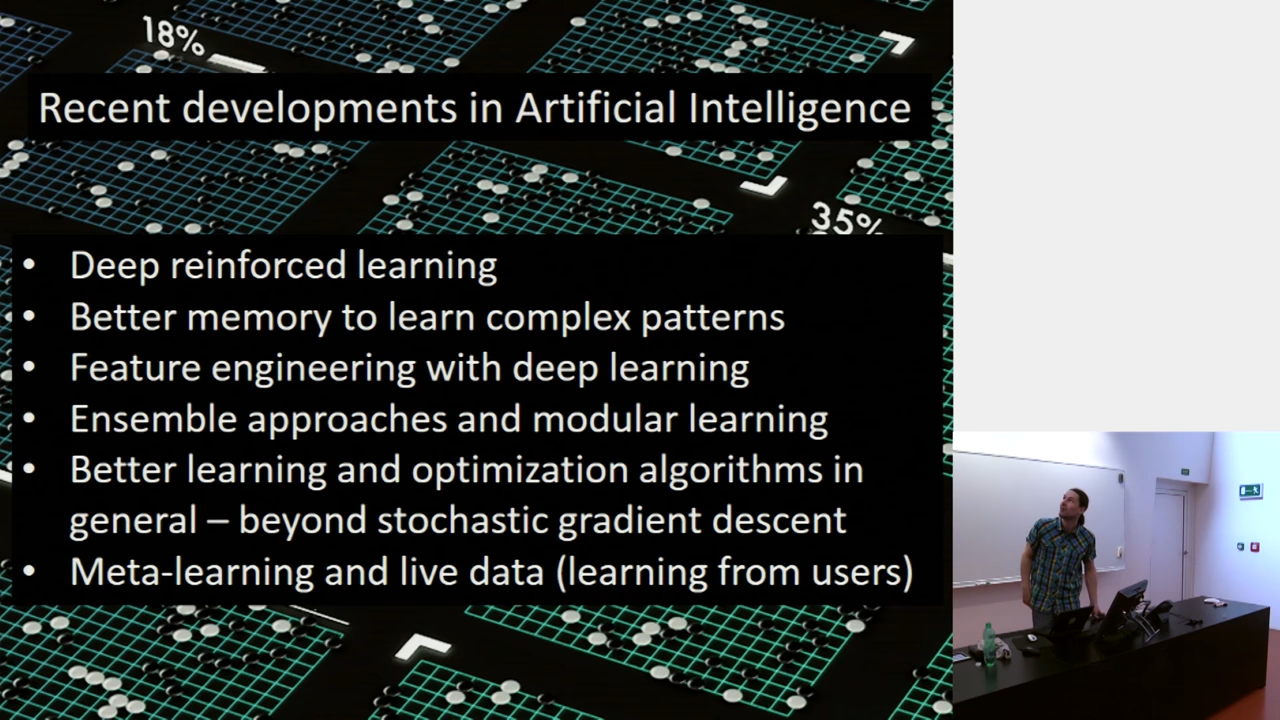 18%
Recent developments in Artificial Intelligence
35%
• Deep reinforced learning
• Better memory to learn complex patterns
• Feature engineering with deep learning
• Ensemble approaches and modular learning
• Better learning and optimization algorithms in
general – beyond stochastic gradient descent
• Meta-learning and live data (learning from users)